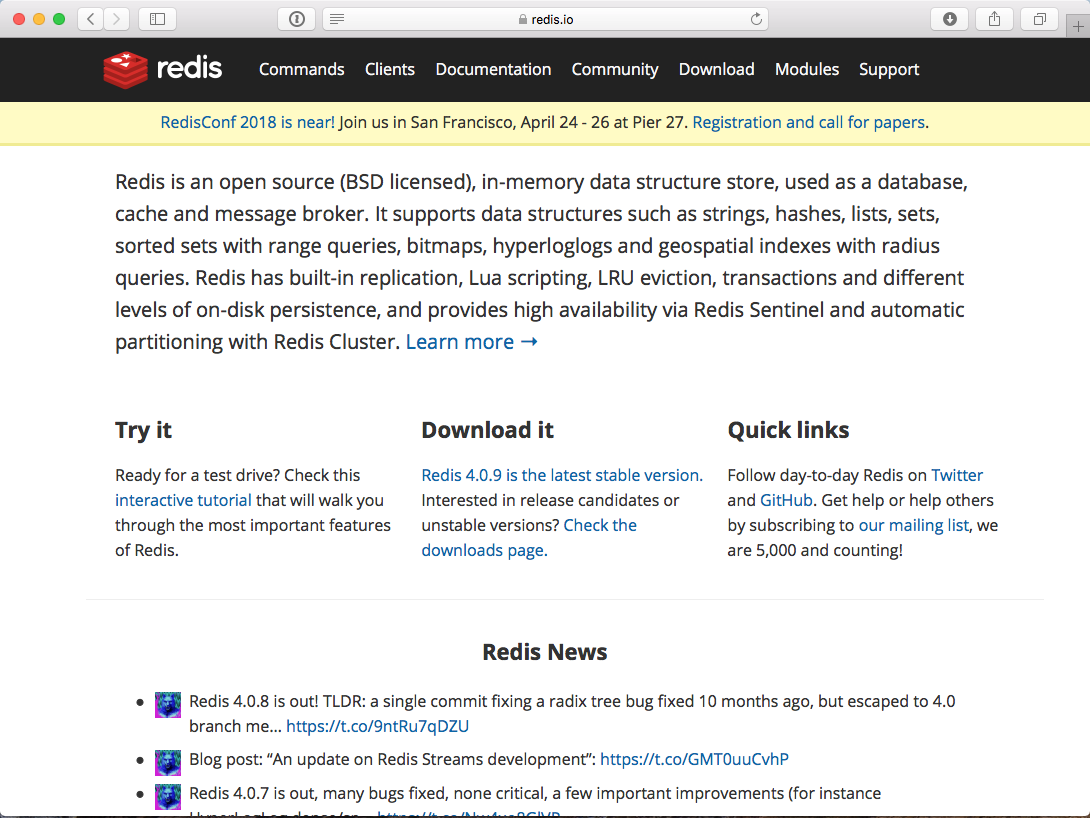 redis.io
redis
Commands Clients Documentation Community Download Modules Support
RedisConf 2018 is near! Join us in San Francisco, April 24 - 26 at Pier 27. Registration and call for papers.
Redis is an open source (BSD licensed), in-memory data structure store, used as a database,
cache and message broker. It supports data structures such as strings, hashes, lists, sets,
sorted sets with range queries, bitmaps, hyperloglogs and geospatial indexes with radius
queries. Redis has built-in replication, Lua scripting, LRU eviction, transactions and different
levels of on-disk persistence, and provides high availability via Redis Sentinel and automatic
partitioning with Redis Cluster. Learn more →
Try it
Ready for a test drive? Check this
interactive tutorial that will walk you
through the most important features
of Redis.
Download it
Redis 4.0.9 is the latest stable version.
Interested in release candidates or
unstable versions? Check the
downloads page.
Quick links
Follow day-to-day Redis on Twitter
and GitHub. Get help or help others
by subscribing to our mailing list, we
are 5,000 and counting!
Redis News
• Redis 4.0.8 is out! TLDR: a single commit fixing a radix tree bug fixed 10 months ago, but escaped to 4.0
branch me... https://t.co/9ntRu7qDZU
• Blog post: “An update on Redis Streams development”: https://t.co/GMT0uuCvhP
• Redis 4.0.7 is out, many bugs fixed, none critical, a few important improvements (for instance